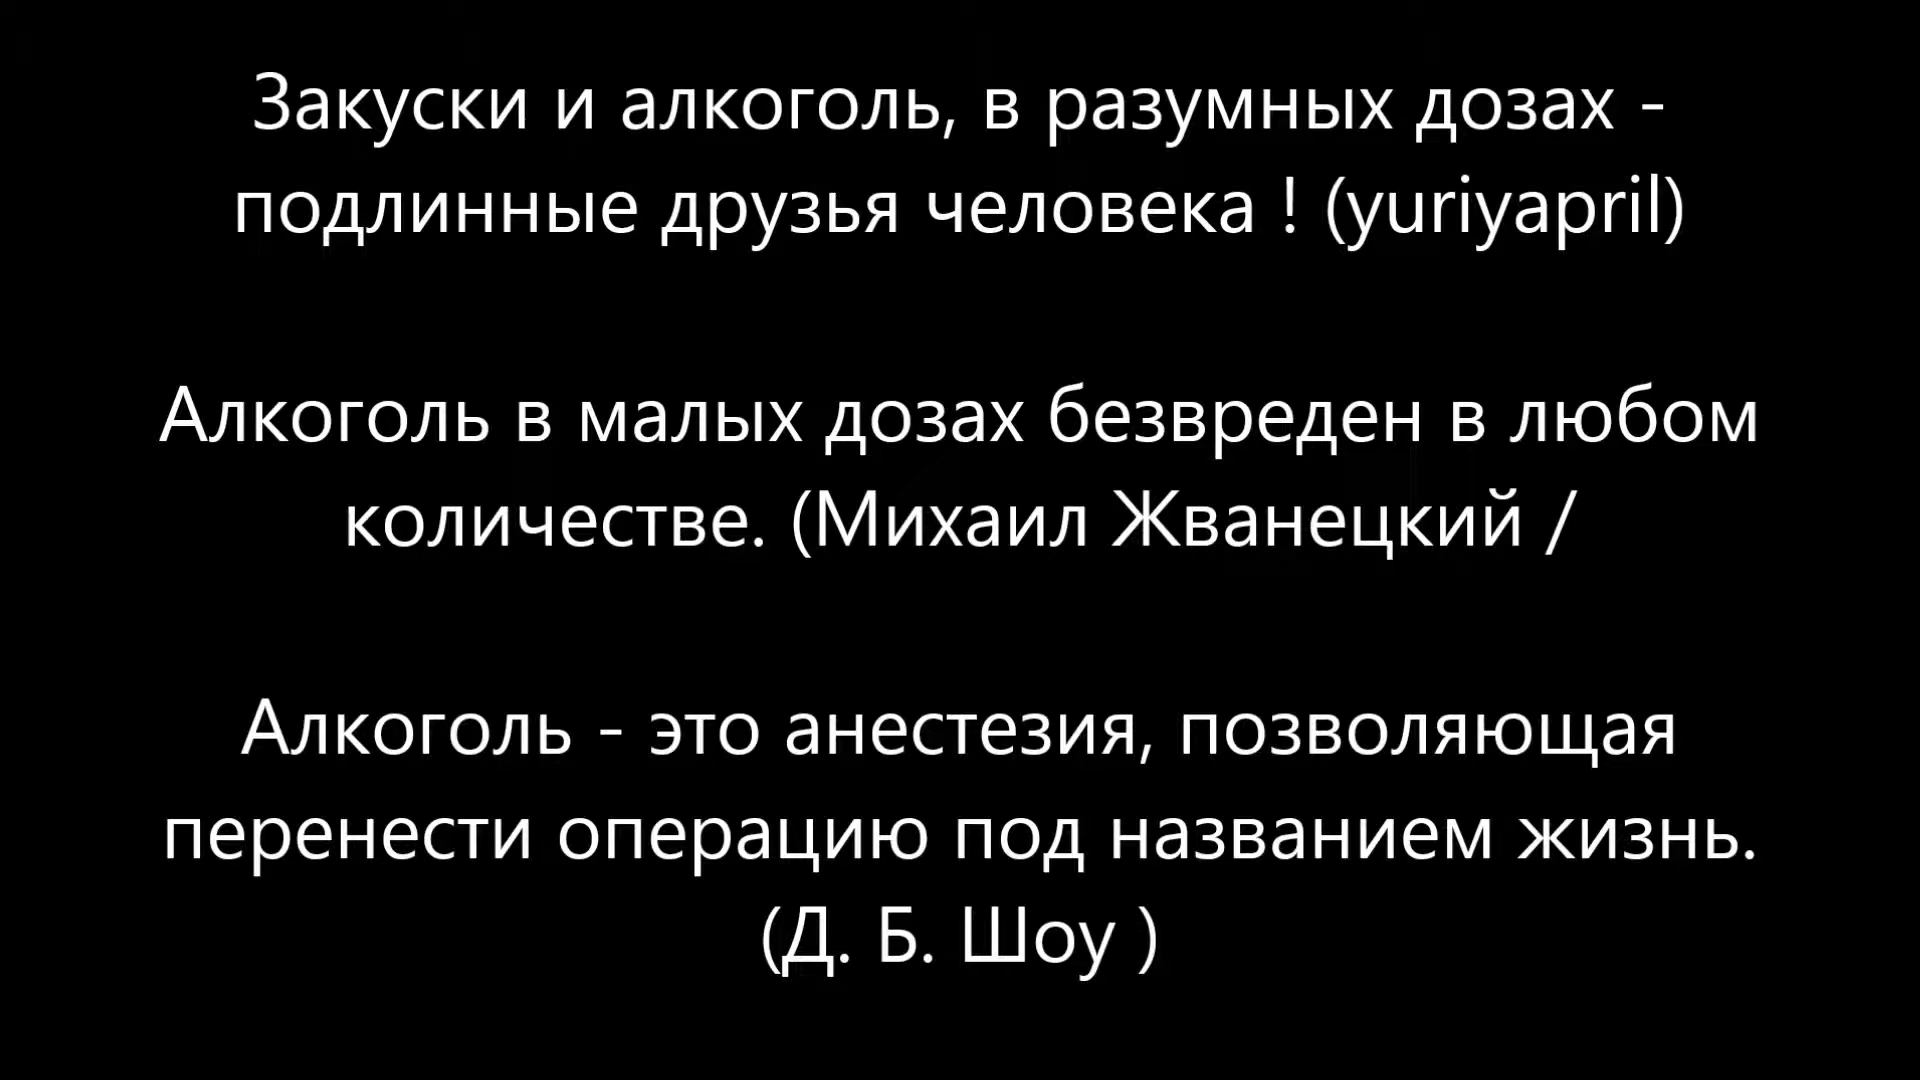 Закуски и алкоголь, в разумных дозах -
подлинные друзья человека ! (yuriyapril)
Алкоголь в малых дозах безвреден в любом
количестве. (Михаил Жванецкий /
Алкоголь - это анестезия, позволяющая
перенести операцию под названием жизнь.
(Д. Б. Шоу )